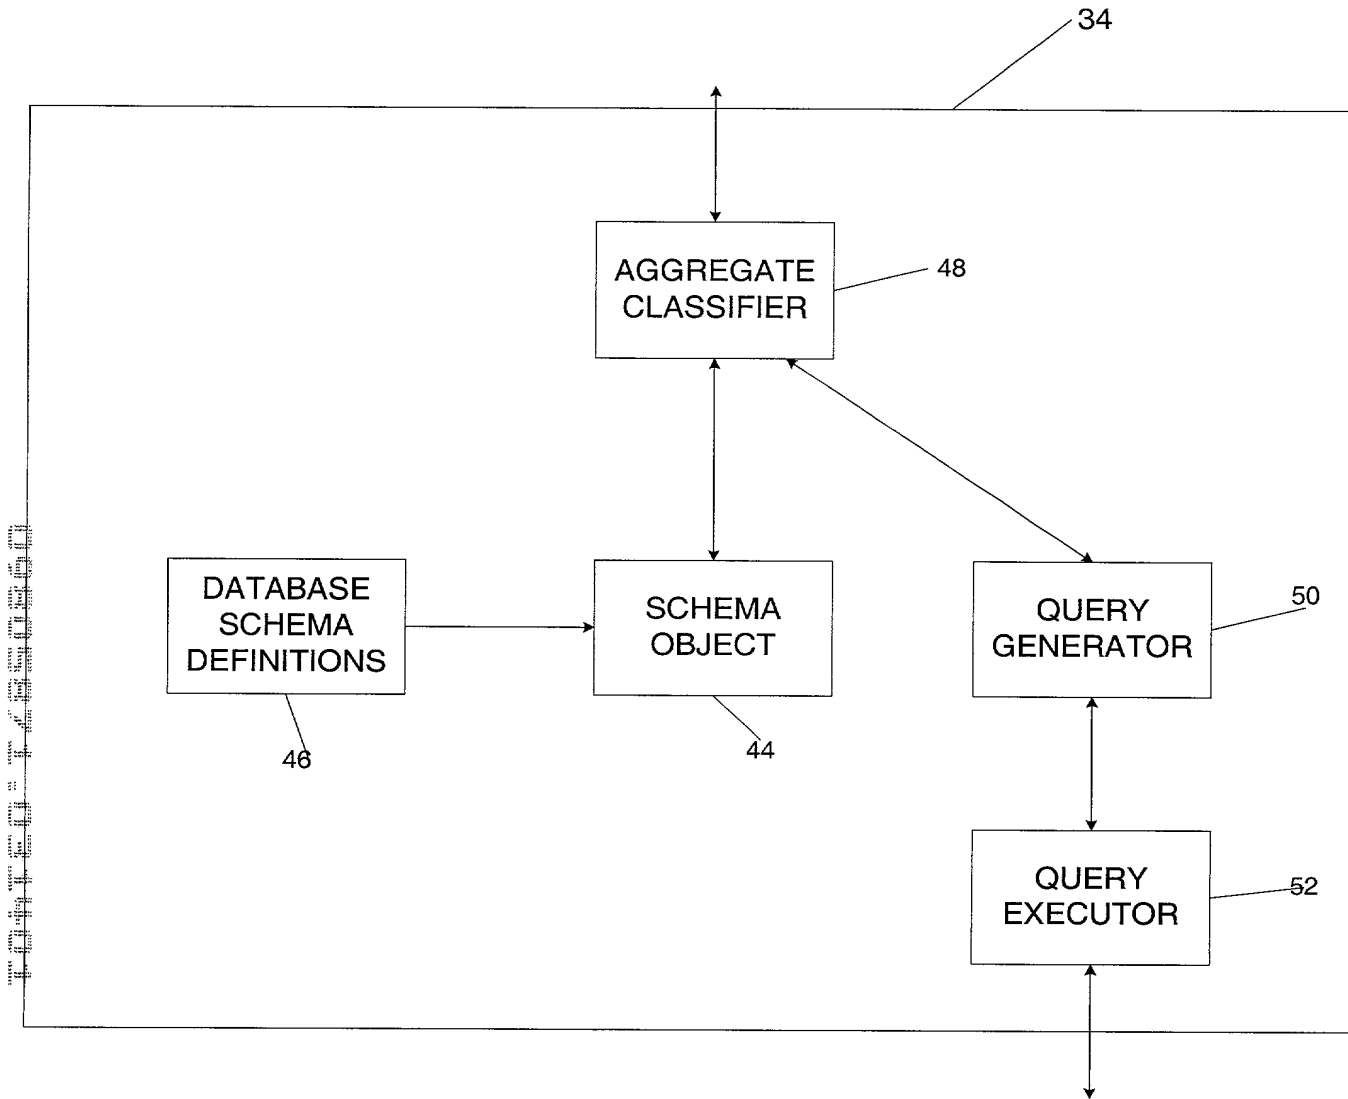 34
AGGREGATE
CLASSIFIER
48
DATABASE
SCHEMA
DEFINITIONS
46
SCHEMA
OBJECT
44
QUERY
GENERATOR
50
QUERY
EXECUTOR
52